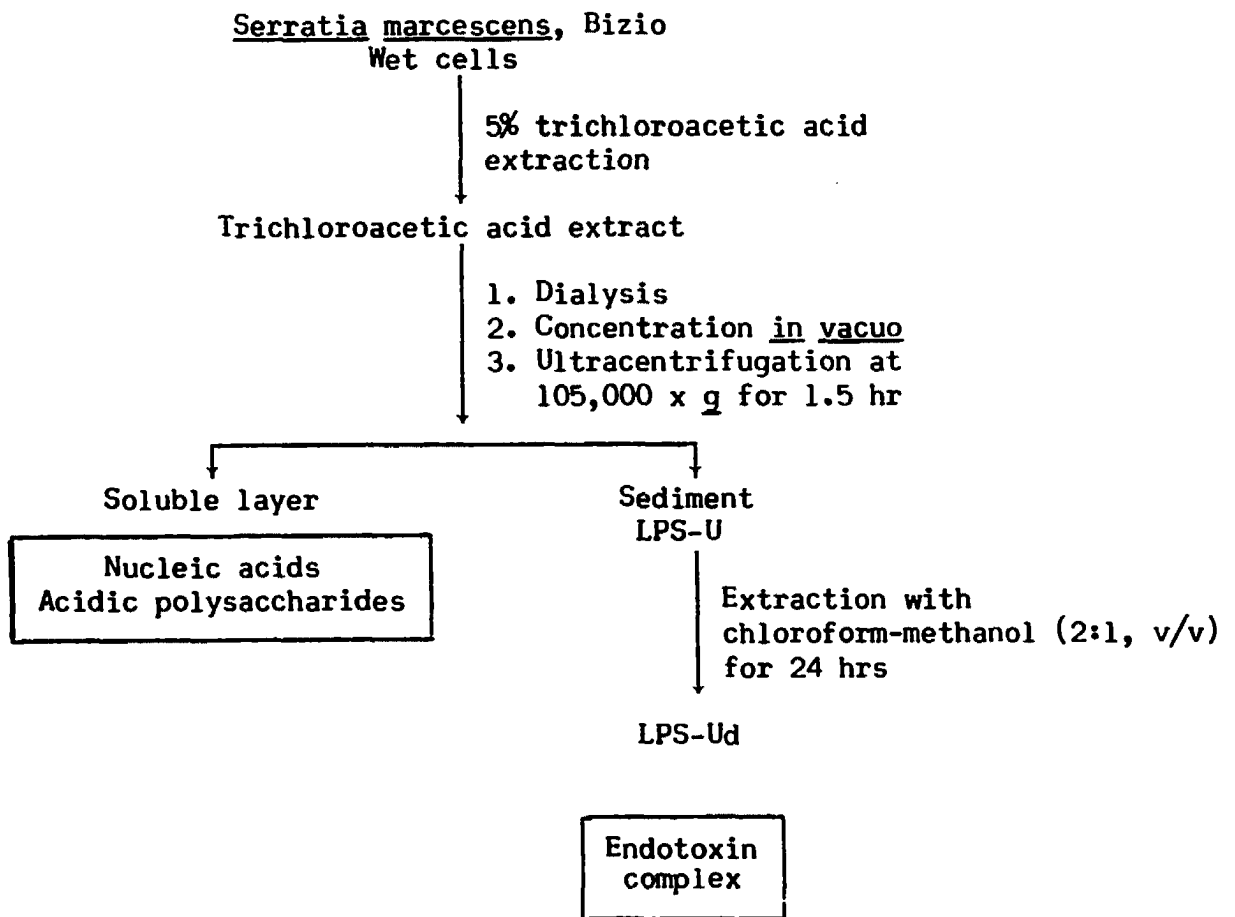 Serratia marcescens, Bizio
Wet cells
5% trichloroacetic acid
extraction
Trichloroacetic acid extract
1. Dialysis
2. Concentration in vacuo
3. Ultracentrifugation at
105,000 x g for 1.5 hr
Soluble layer
Nucleic acids
Acidic polysaccharides
Sediment
LPS-U
Extraction with
chloroform-methanol (2:1, v/v)
for 24 hrs
LPS-Ud
Endotoxin
complex